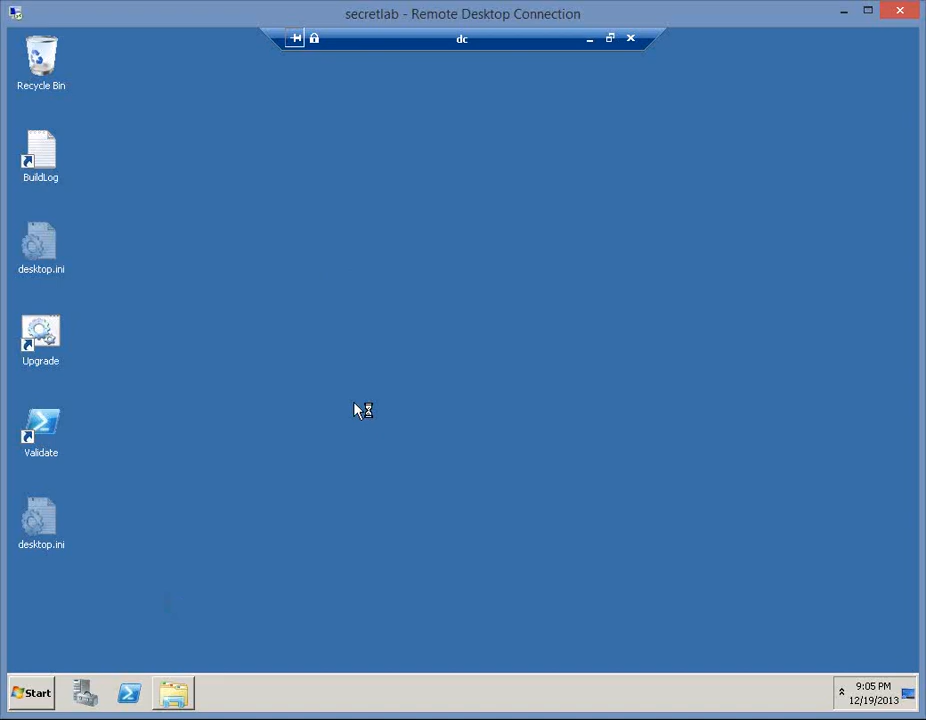 secretlab - Remote Desktop Connection
dc
Recycle Bin
BuildLog
desktop.ini
Upgrade
Validate
desktop.ini
Start
9:05 PM
12/19/2013